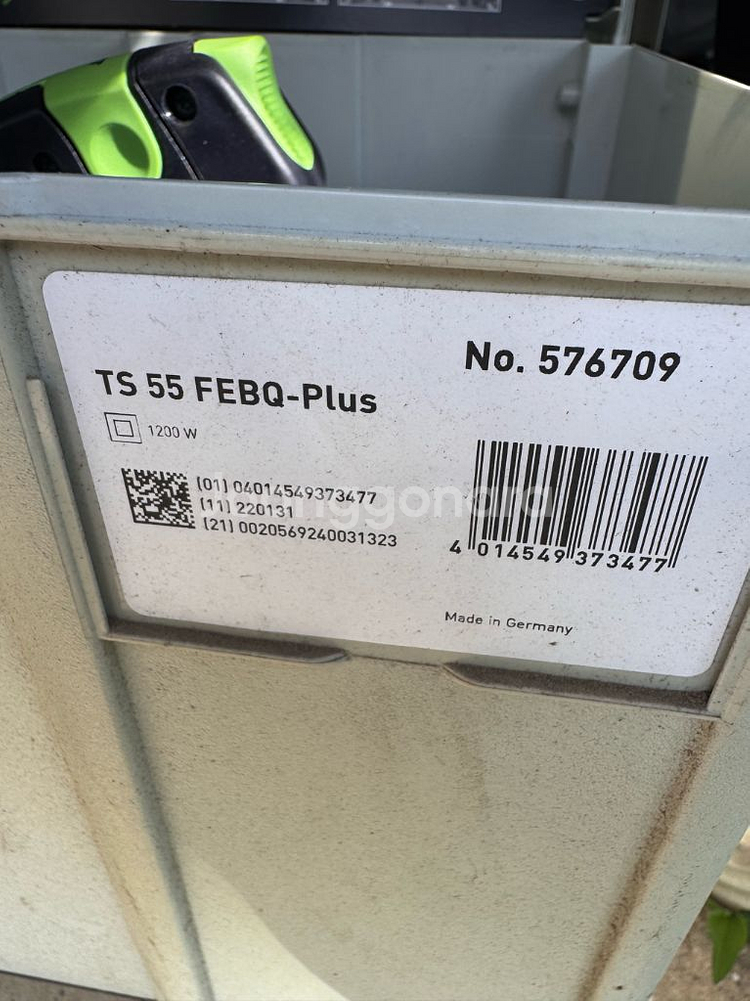 No. 576709
TS 55 FEBQ-Plus
1200 W
(01) 04014549373477
(11) 220131
(21) 0020569240031323
4 014549 373477
Made in Germany